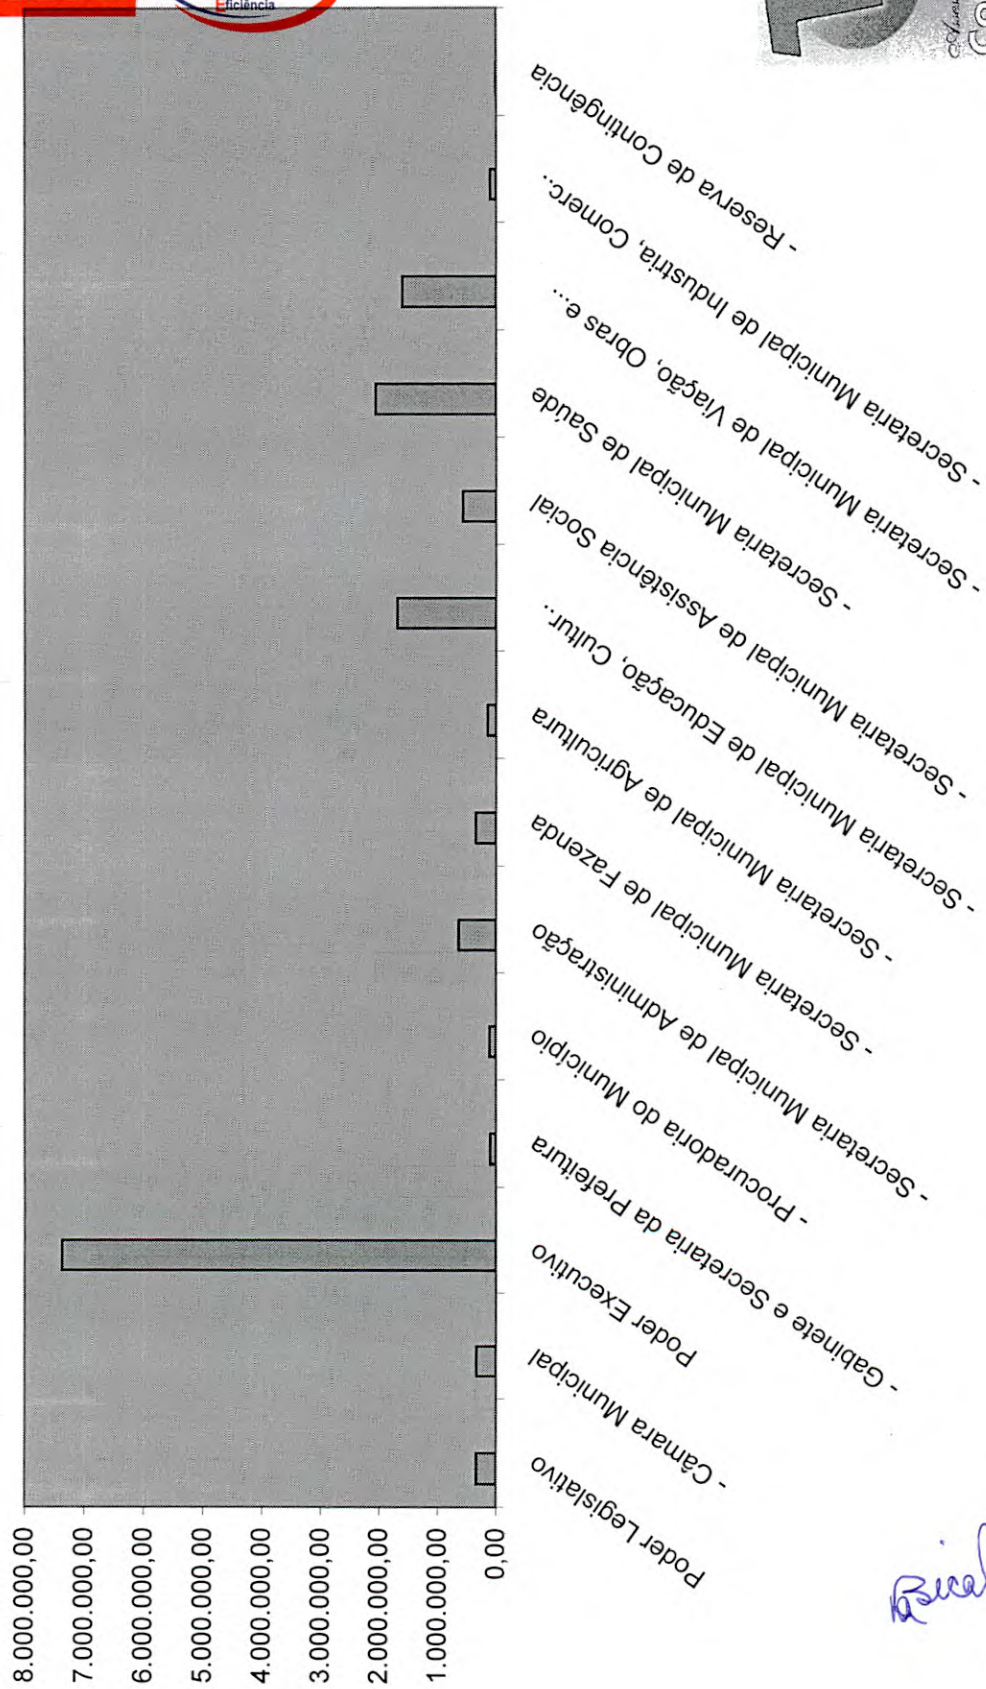 Eficiência
8.000.000,00
7.000.000,00
6.000.000,00
5.000.000,00
4.000.000,00
3.000.000,00
2.000.000,00
1.000.000,00
0,00
Poder Legislativo
- Câmara Municipal
Poder Executivo
- Gabinete e Secretaria da Prefeitura
- Procuradoria do Município
- Secretaria Municipal de Administração
- Secretaria Municipal de Fazenda
- Secretaria Municipal de Agricultura
- Secretaria Municipal de Educação, Cultur..
- Secretaria Municipal de Assistência Social
- Secretaria Municipal de Saúde
- Secretaria Municipal de Viação, Obras e...
- Secretaria Municipal de Industria, Comerc..
- Reserva de Contingência